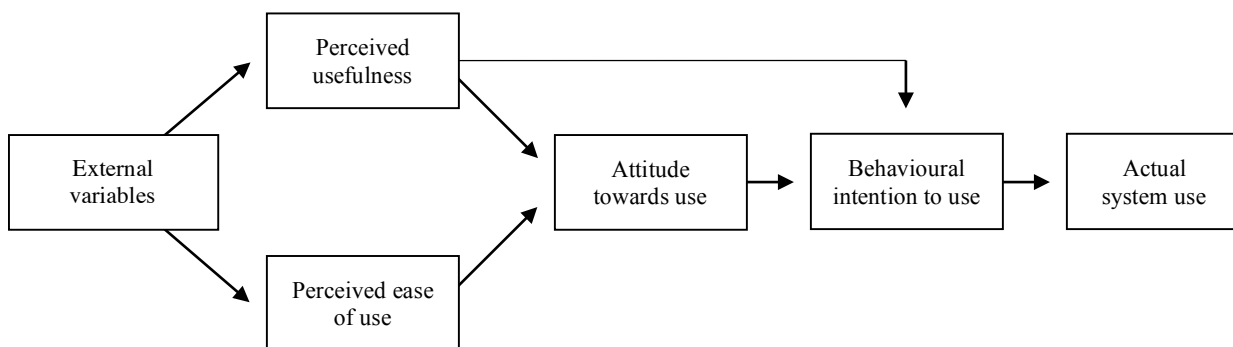 Perceived
usefulness
External
variables
Perceived ease
of use
Attitude
towards use
Behavioural
intention to use
Actual
system use